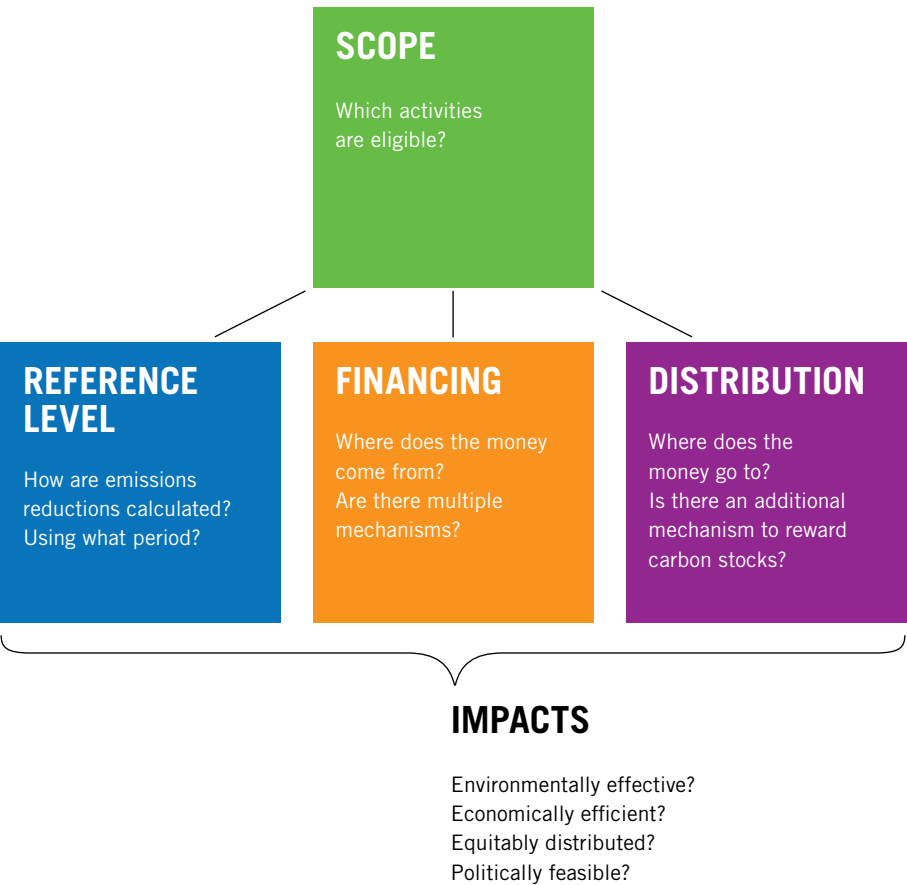 SCOPE
Which activities
are eligible?
REFERENCE
LEVEL
How are emissions
reductions calculated?
Using what period?
FINANCING
Where does the money
come from?
Are there multiple
mechanisms?
DISTRIBUTION
Where does the
money go to?
Is there an additional
mechanism to reward
carbon stocks?
IMPACTS
Environmentally effective?
Economically efficient?
Equitably distributed?
Politically feasible?